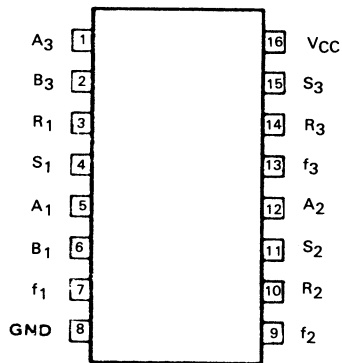 A3 1 16 VCC
B3 2 15 S3
R1 3 14 R3
S1 4 13 f3
A1 5 12 A2
B1 6 11 S2
f1 7 10 R2
GND 8 9 f2